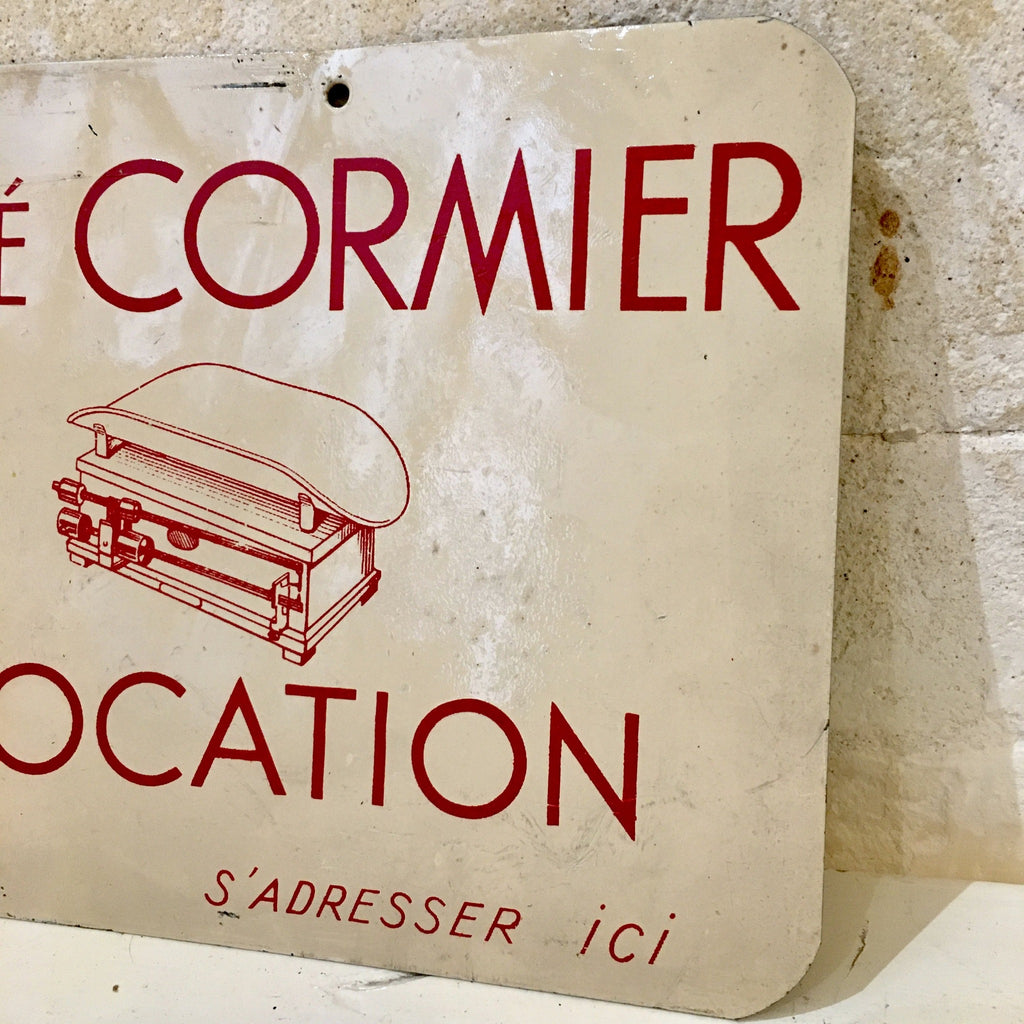 É CORMIER
OCATION
S'ADRESSER ici